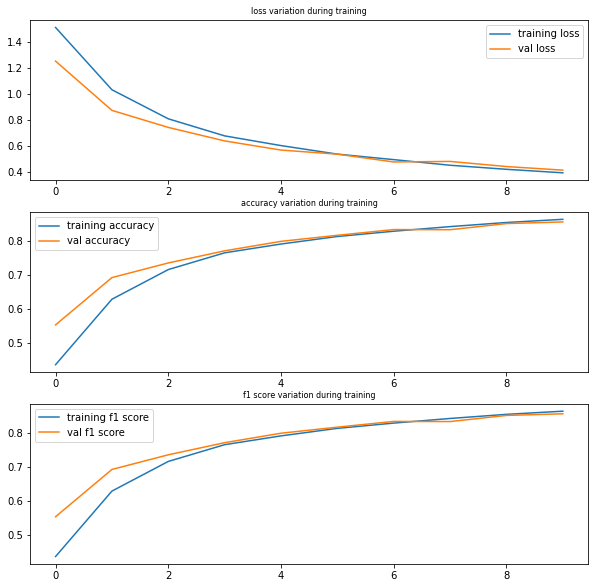 loss variation during training
1.4
1.2
1.0
0.8
0.6
0.4
training loss
val loss
0 2 4 6 8
accuracy variation during training
0.8
0.7
0.6
0.5
training accuracy
val accuracy
0 2 4 6 8
f1 score variation during training
0.8
0.7
0.6
0.5
training f1 score
val f1 score
0 2 4 6 8